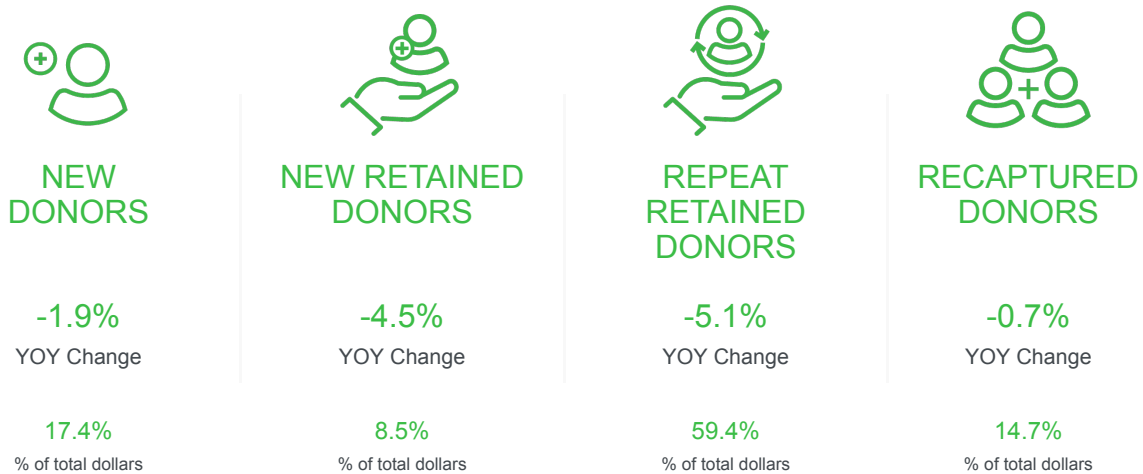 NEW
DONORS
-1.9%
YOY Change
17.4%
% of total dollars
NEW RETAINED
DONORS
-4.5%
YOY Change
8.5%
% of total dollars
REPEAT
RETAINED
DONORS
-5.1%
YOY Change
59.4%
% of total dollars
RECAPTURED
DONORS
-0.7%
YOY Change
14.7%
% of total dollars